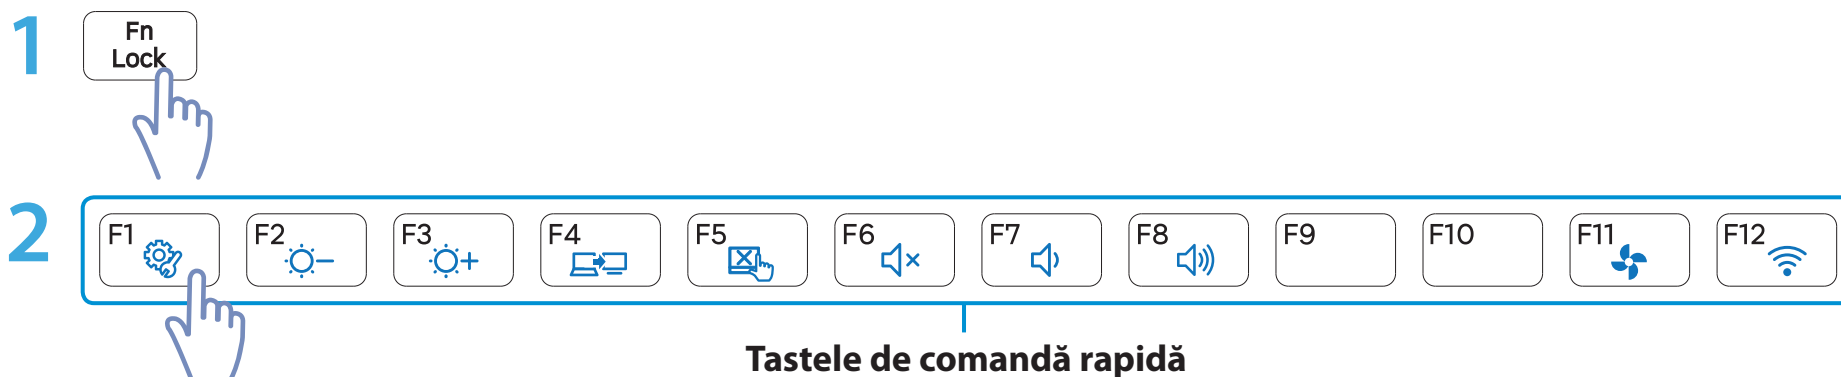 1
Fn
Lock
2
F1 F2 F3 F4 F5 F6 F7 F8 F9 F10 F11 F12
Tastele de comandă rapidă